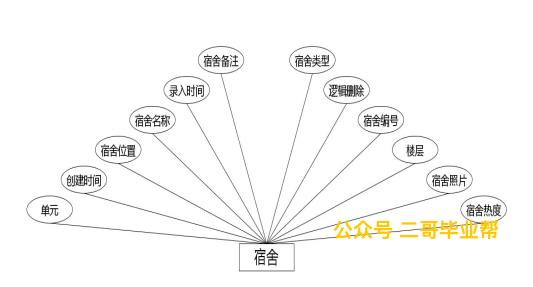 宿舍备注
宿舍类型
录入时间
逻辑删除
宿舍名称
宿舍编号
宿舍位置
楼层
创建时间
宿舍照片
单元
宿舍热度
公众号 二哥毕业帮
宿舍